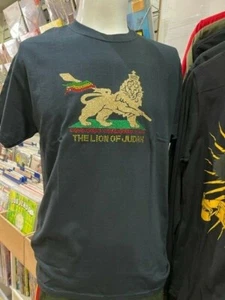 THE LION OF JUDAH